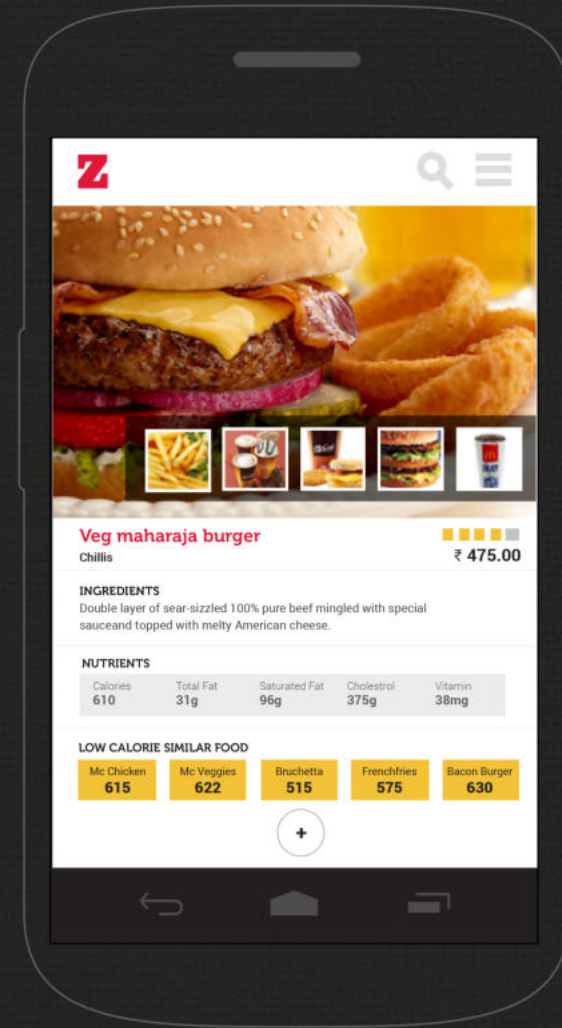 Z
Veg maharaja burger
Chillis
₹ 475.00
INGREDIENTS
Double layer of sear-sizzled 100% pure beef mingled with special
sauceand topped with melty American cheese.
NUTRIENTS
Calories Total Fat Saturated Fat Cholestrol Vitamin
610 31g 96g 375g 38mg
LOW CALORIE SIMILAR FOOD
Mc Chicken Mc Veggies Bruchetta Frenchfries Bacon Burger
615 622 515 575 630
+